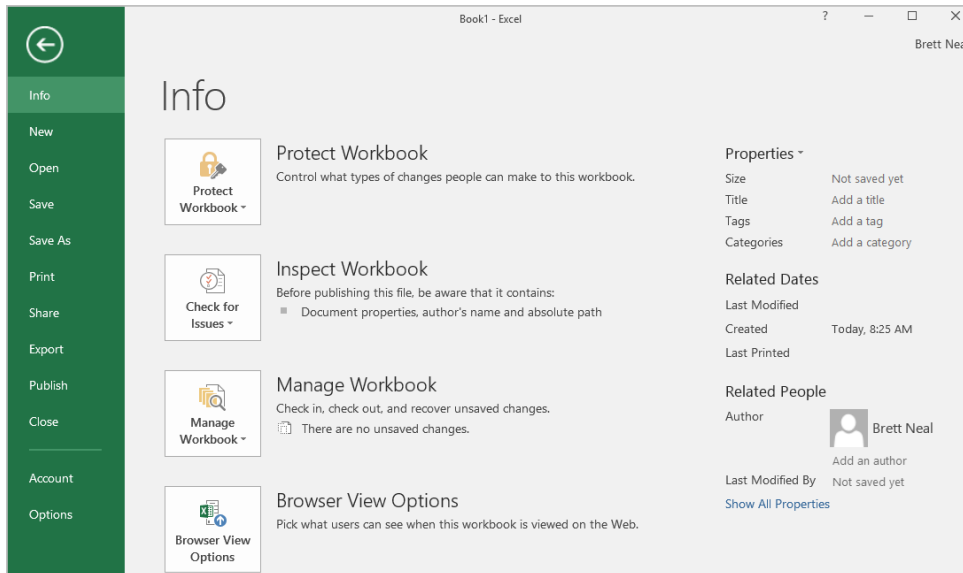 Book1 - Excel
?
Brett Nea
Info
New
Open
Save
Save As
Print
Share
Export
Publish
Close
Account
Options
Info
Protect Workbook
Protect Workbook
Control what types of changes people can make to this workbook.
Check for Issues
Inspect Workbook
Before publishing this file, be aware that it contains:
Document properties, author's name and absolute path
Manage Workbook
Manage Workbook
Check in, check out, and recover unsaved changes.
There are no unsaved changes.
Browser View Options
Browser View Options
Pick what users can see when this workbook is viewed on the Web.
Properties
Size Not saved yet
Title Add a title
Tags Add a tag
Categories Add a category
Related Dates
Last Modified
Created Today, 8:25 AM
Last Printed
Related People
Author Brett Neal
Add an author
Last Modified By Not saved yet
Show All Properties